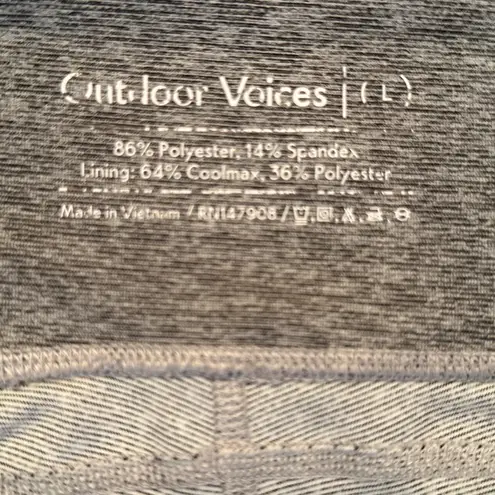 Outdoor Voices | (L)
86% Polyester, 14% Spandex
Lining: 64% Coolmax, 36% Polyester
Made in Vietnam / RN147908 /